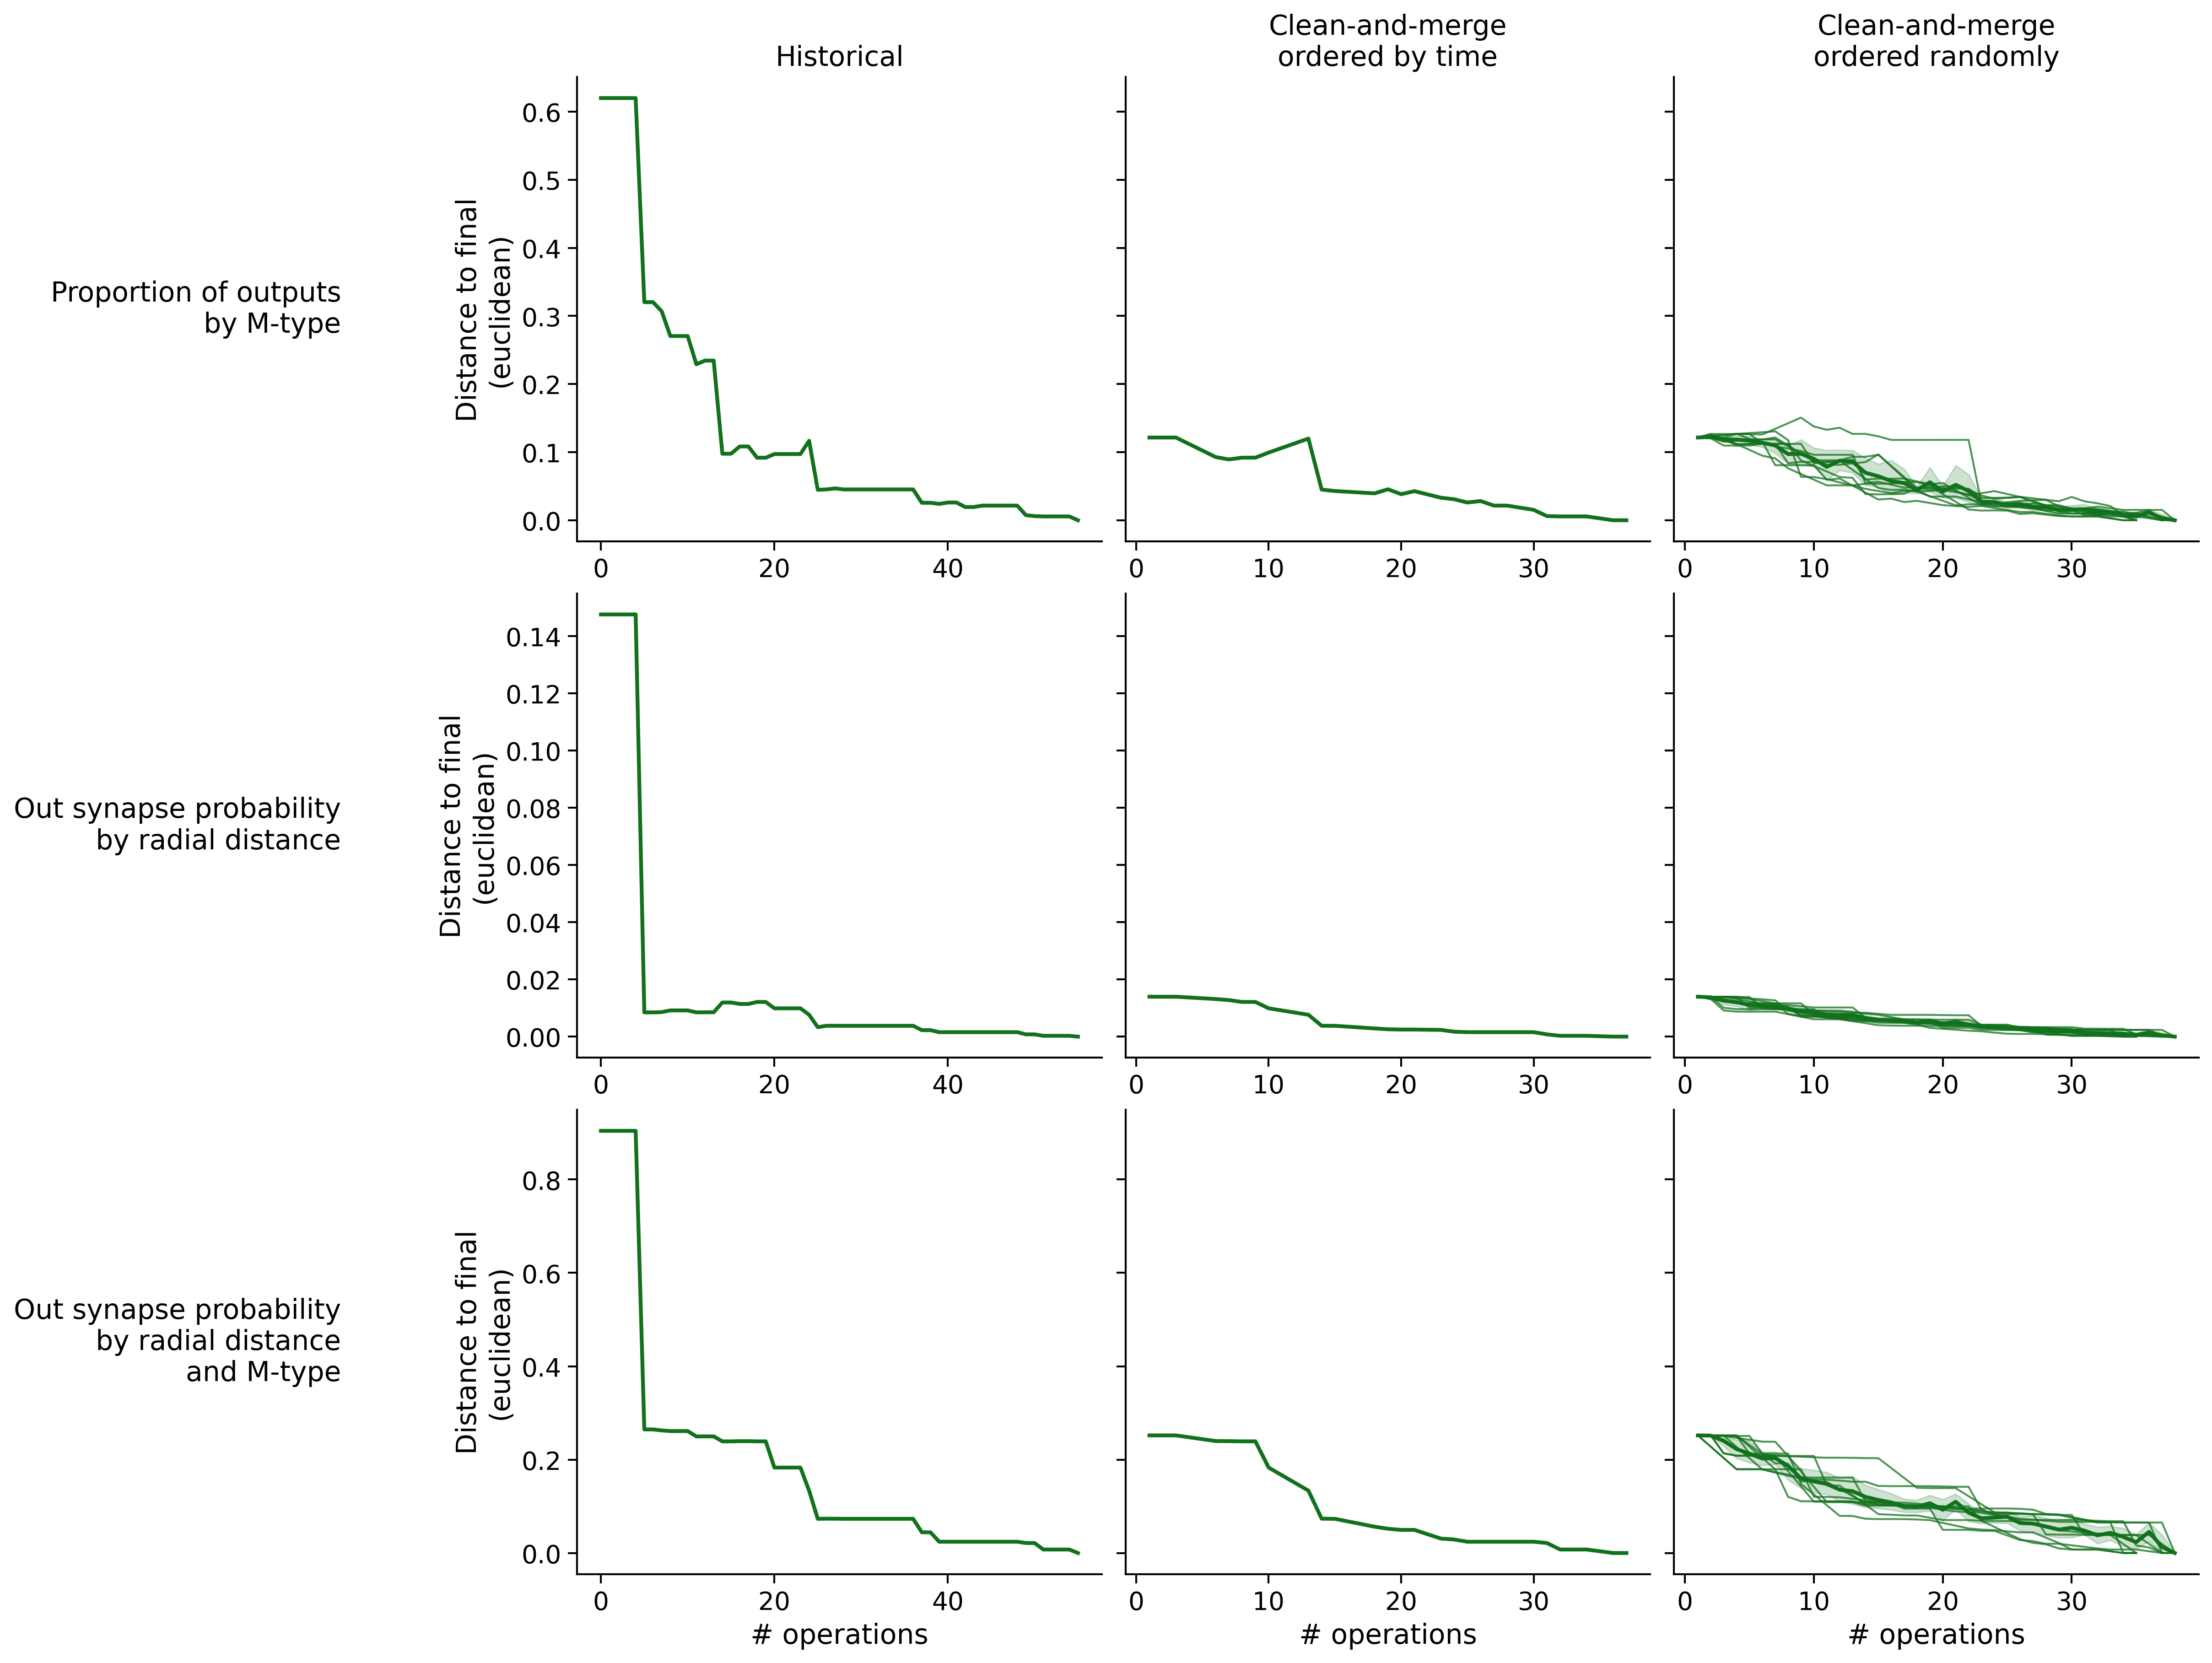 Historical
Clean-and-merge
ordered by time
Clean-and-merge
ordered randomly
Proportion of outputs
by M-type
Distance to final
(euclidean)
0.6
0.5
0.4
0.3
0.2
0.1
0.0
0 20 40
0 10 20 30
0 10 20 30
Out synapse probability
by radial distance
Distance to final
(euclidean)
0.14
0.12
0.10
0.08
0.06
0.04
0.02
0.00
0 20 40
0 10 20 30
0 10 20 30
Out synapse probability
by radial distance
and M-type
Distance to final
(euclidean)
0.8
0.6
0.4
0.2
0.0
0 20 40
0 10 20 30
0 10 20 30
# operations
# operations
# operations